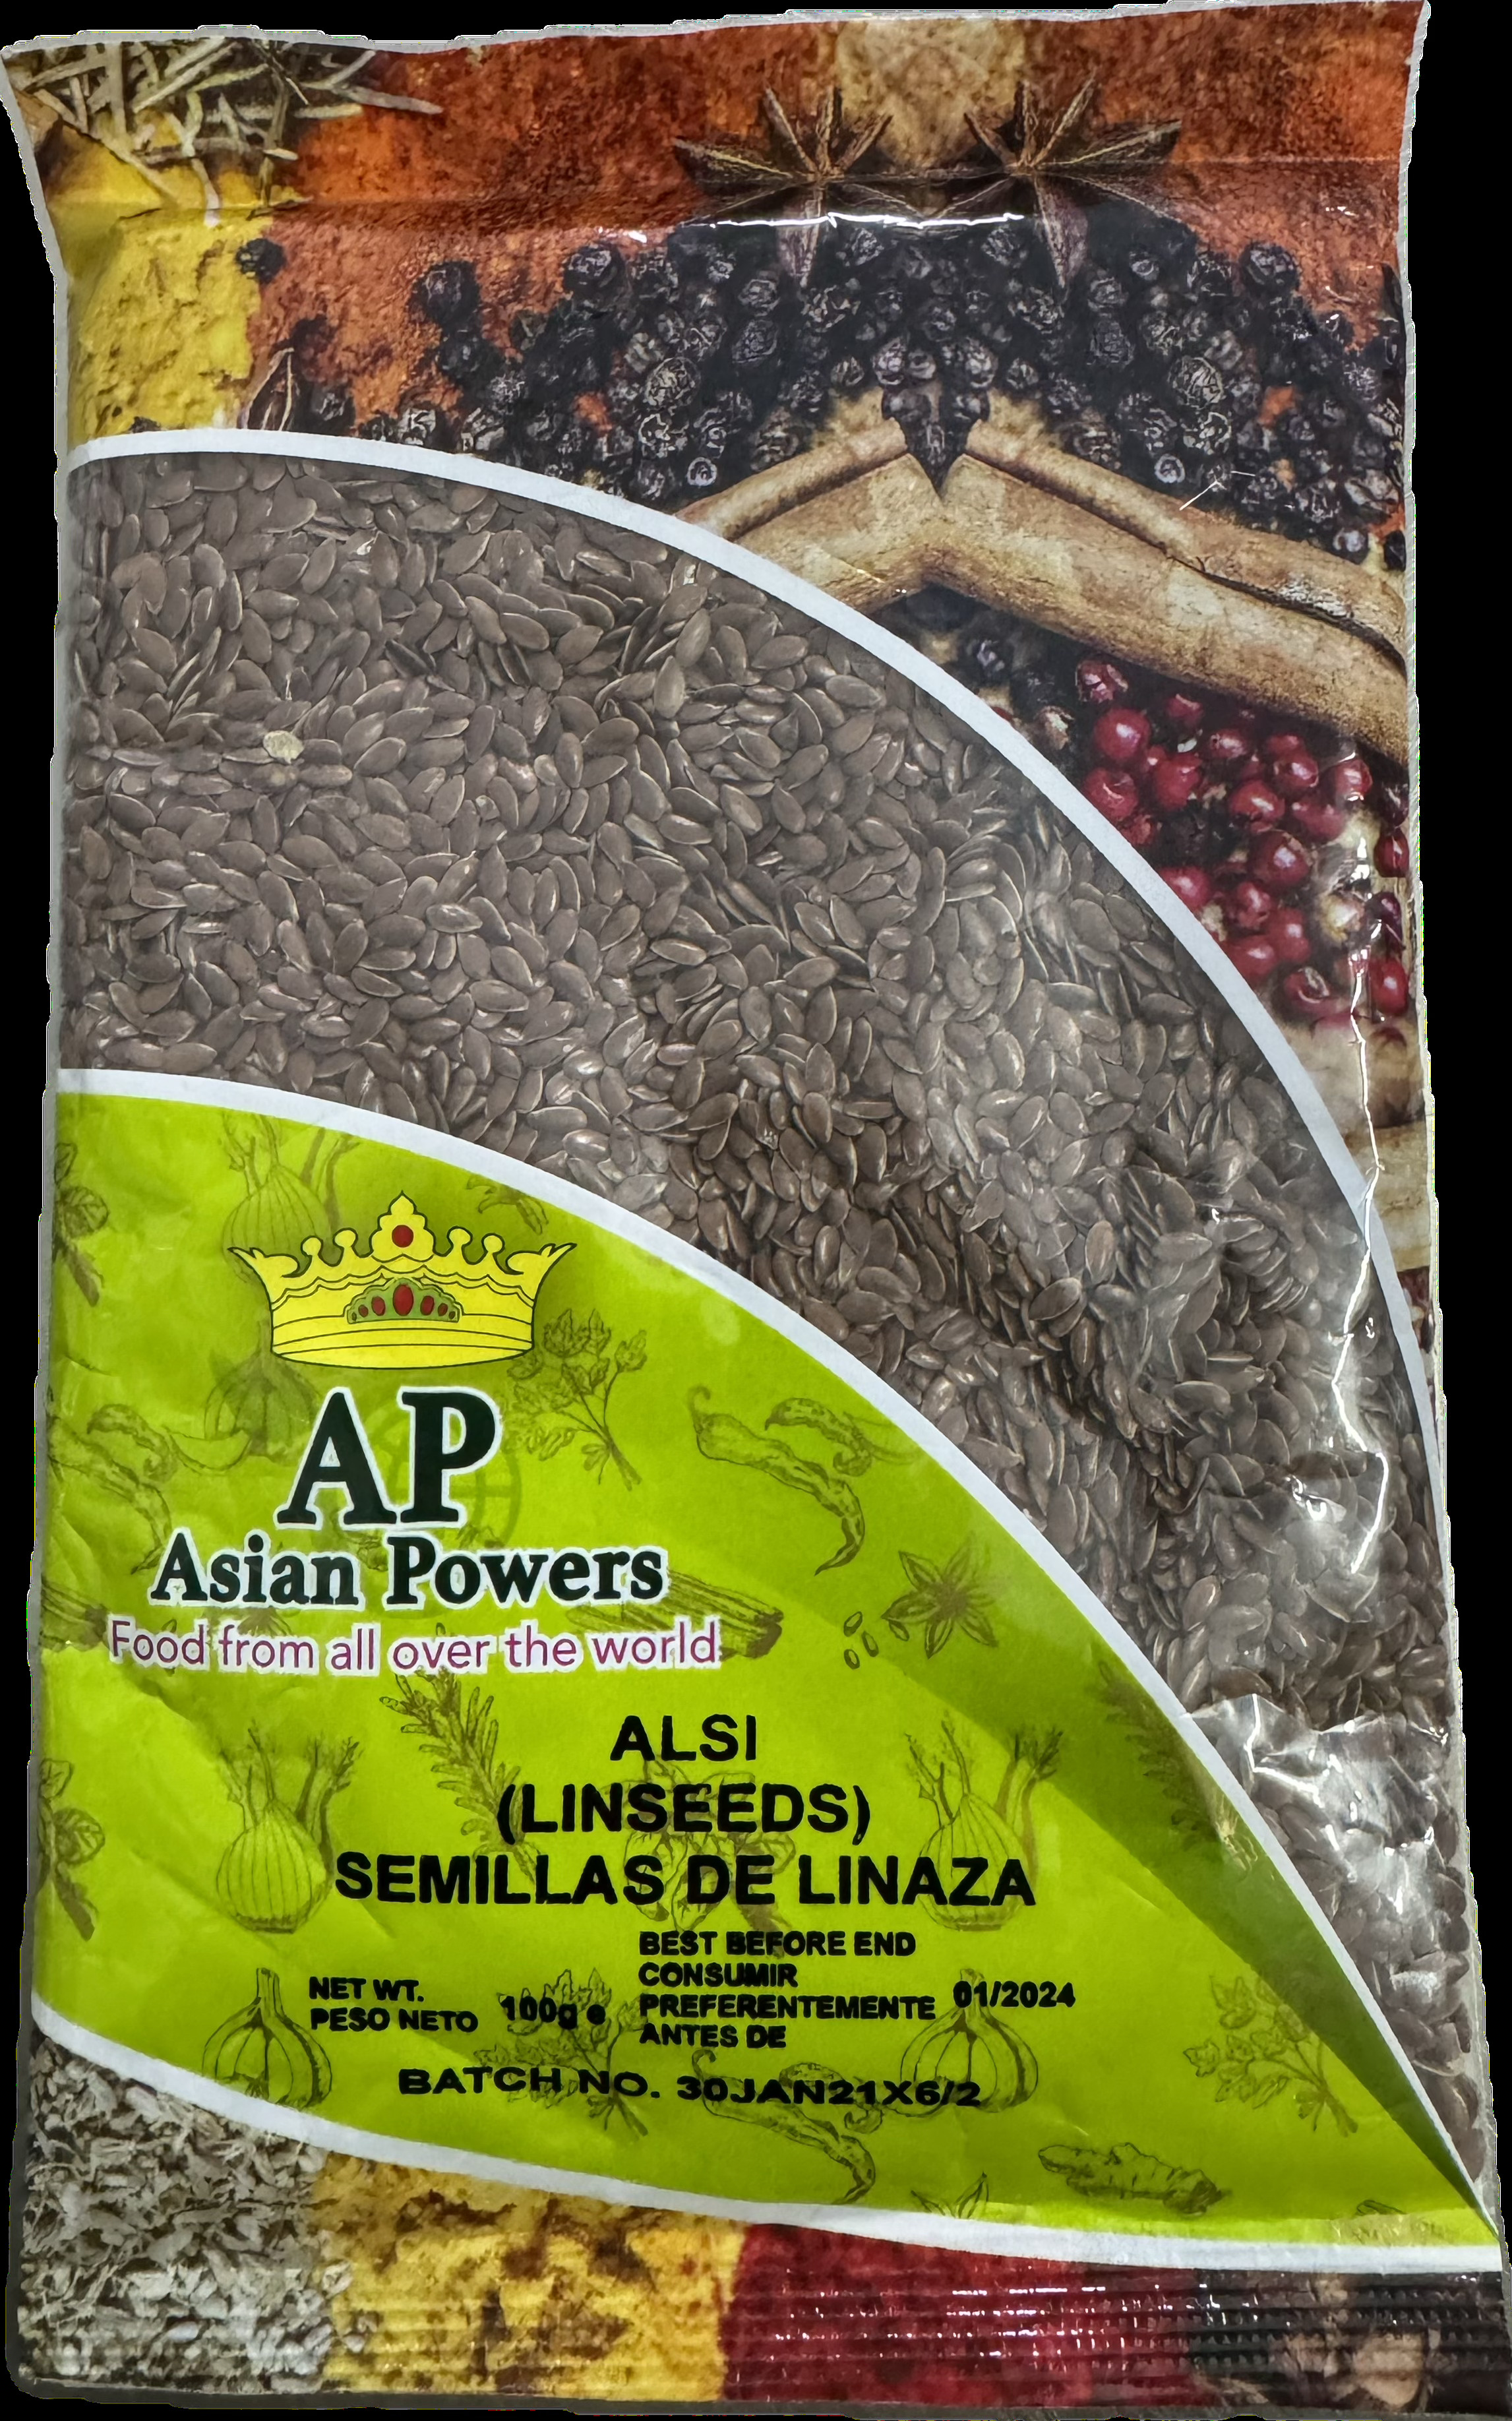 AP
Asian Powers
Food from all over the world
ALSI
(LINSEEDS)
SEMILLAS DE LINAZA
NET WT.
PESO NETO
100g e
BEST BEFORE END
CONSUMIR
PREFERENTEMENTE
ANTES DE
01/2024
BATCH NO. 30JAN21X6/2